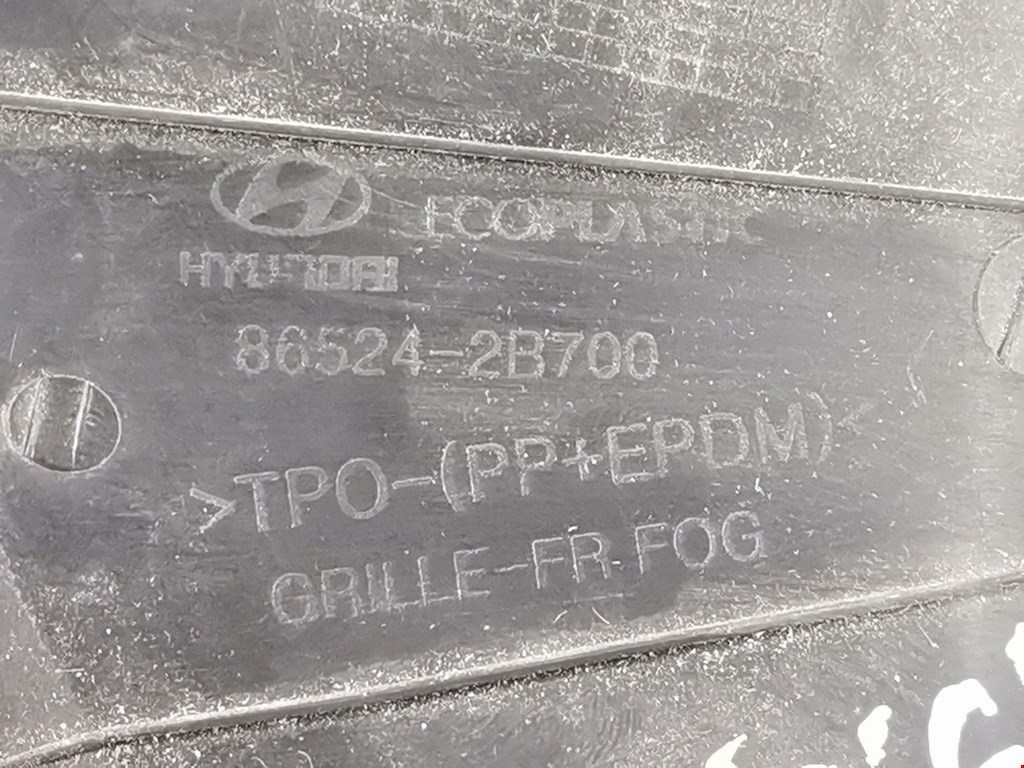 ECOPLASTIC
HYUNDAI
86524-2B700
>TPO-(PP+EPDM)<
GRILLE-FR.FOG